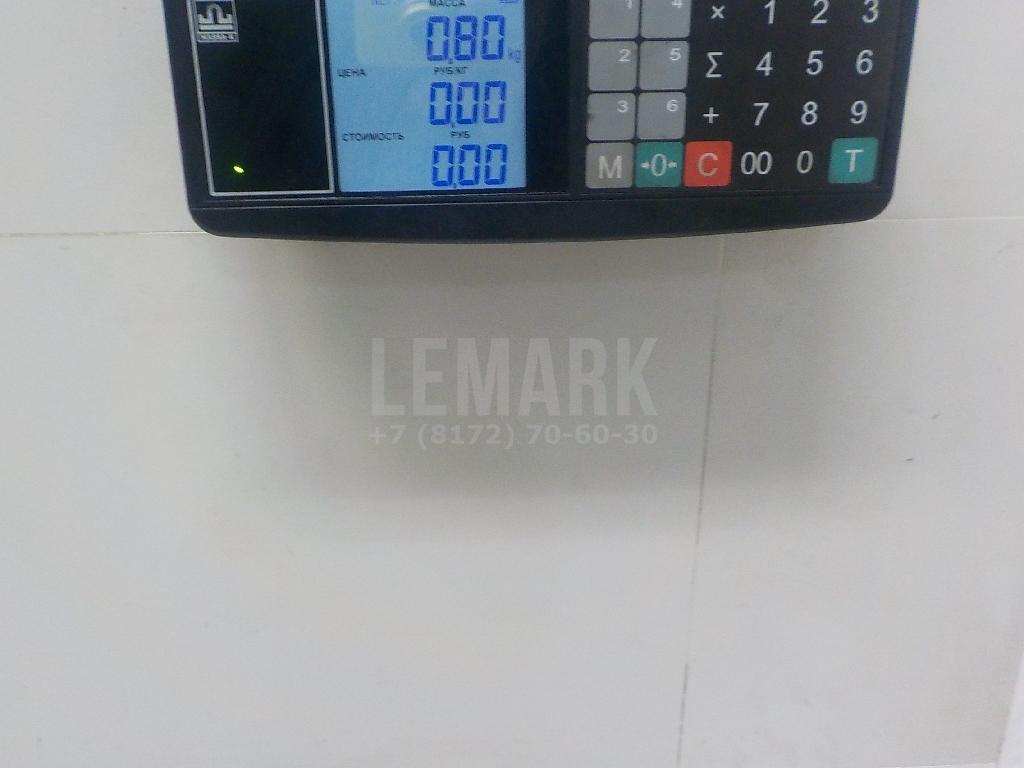 МАССА
0,80 kg
ЦЕНА РУБ/КГ
0,00
СТОИМОСТЬ РУБ
0,00
МАССА-К
1 4 × 1 2 3
2 5 Σ 4 5 6
3 6 + 7 8 9
M →0← C 00 0 T
LEMARK
+7 (8172) 70-60-30